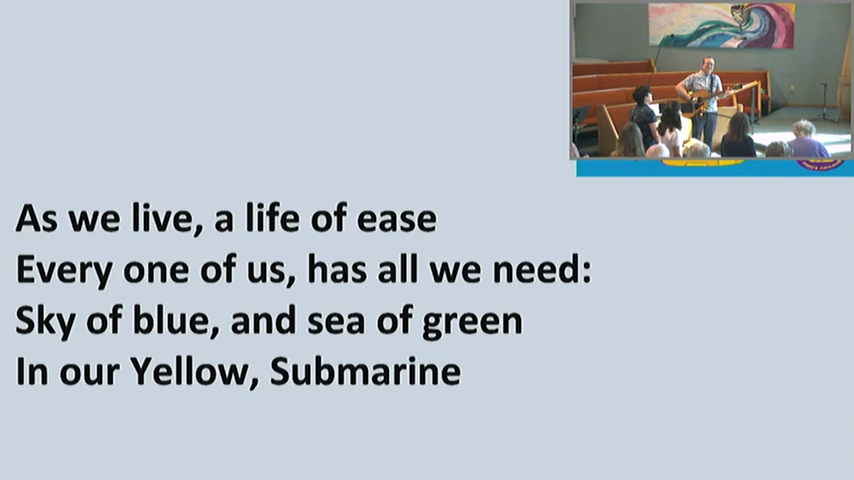 As we live, a life of ease
Every one of us, has all we need:
Sky of blue, and sea of green
In our Yellow, Submarine